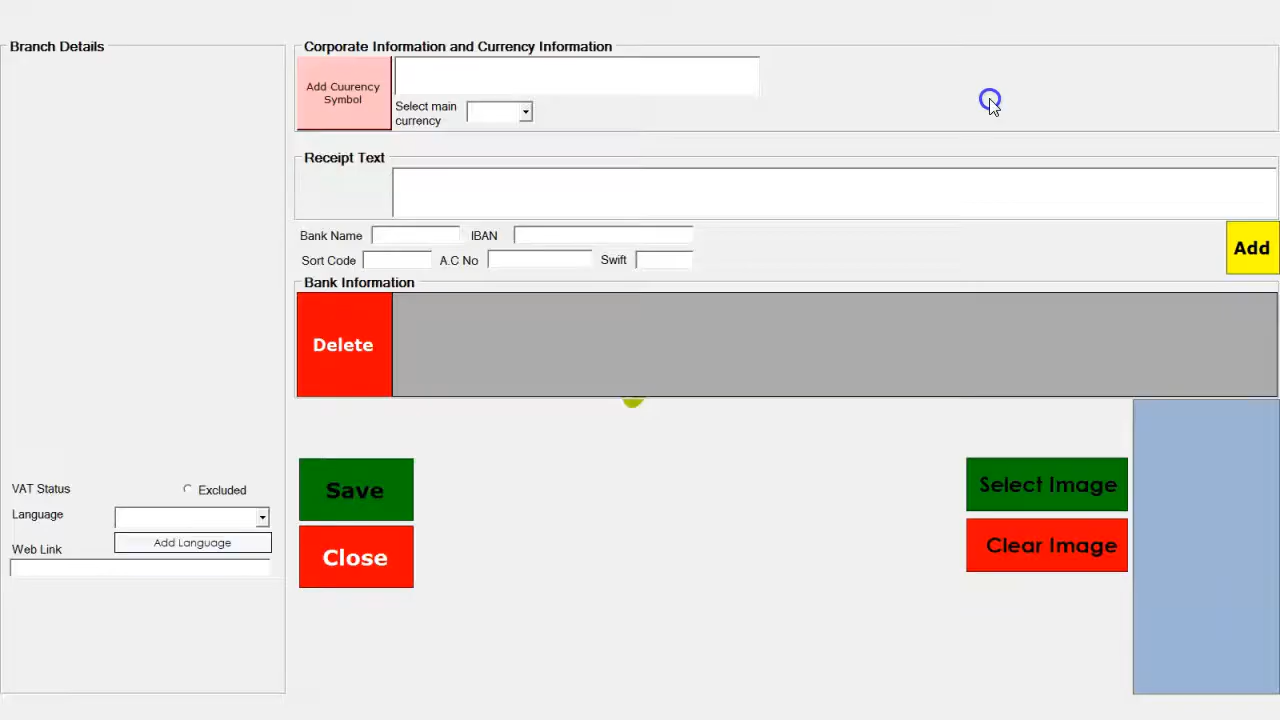 Branch Details
Corporate Information and Currency Information
Add Cuurency
Symbol
Select main
currency
Receipt Text
Bank Name
IBAN
Sort Code
A.C No
Swift
Add
Bank Information
Delete
VAT Status
Excluded
Language
Add Language
Web Link
Save
Close
Select Image
Clear Image